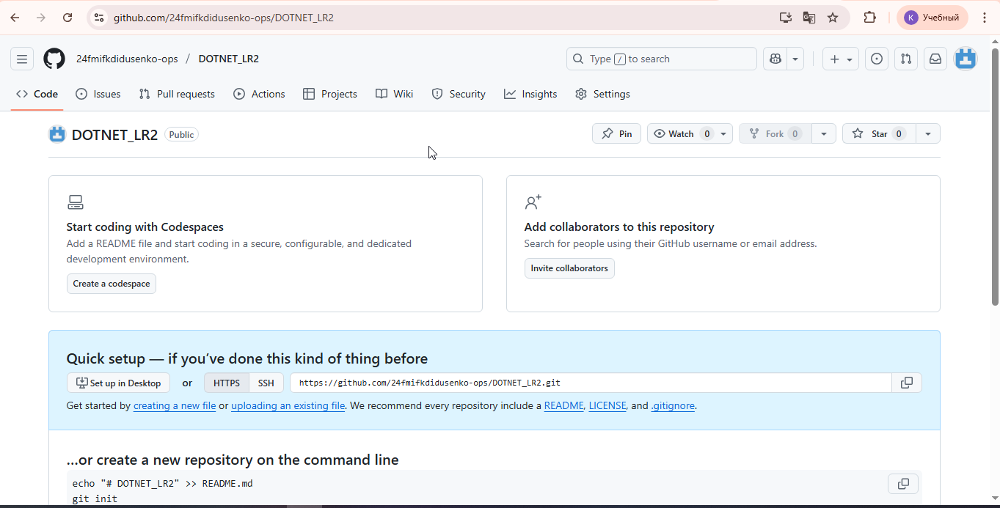 github.com/24fmifkdidusenko-ops/DOTNET_LR2
К Учебный
24fmifkdidusenko-ops / DOTNET_LR2
Type / to search
Code Issues Pull requests Actions Projects Wiki Security Insights Settings
DOTNET_LR2 Public
Pin Watch 0 Fork 0 Star 0
Start coding with Codespaces
Add a README file and start coding in a secure, configurable, and dedicated
development environment.
Create a codespace
Add collaborators to this repository
Search for people using their GitHub username or email address.
Invite collaborators
Quick setup — if you’ve done this kind of thing before
Set up in Desktop or HTTPS SSH https://github.com/24fmifkdidusenko-ops/DOTNET_LR2.git
Get started by creating a new file or uploading an existing file. We recommend every repository include a README, LICENSE, and .gitignore.
…or create a new repository on the command line
echo "# DOTNET_LR2" >> README.md
git init